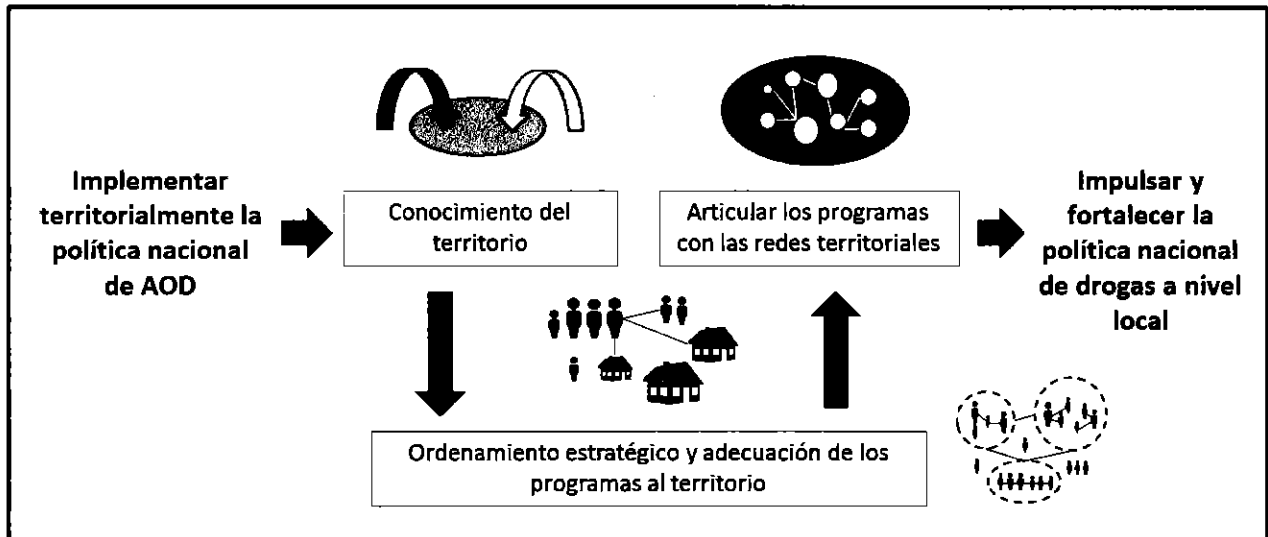 Implementar
territorialmente la
política nacional
de AOD
Conocimiento del
territorio
Articular los programas
con las redes territoriales
Impulsar y
fortalecer la
política nacional
de drogas a nivel
local
Ordenamiento estratégico y adecuación de los
programas al territorio